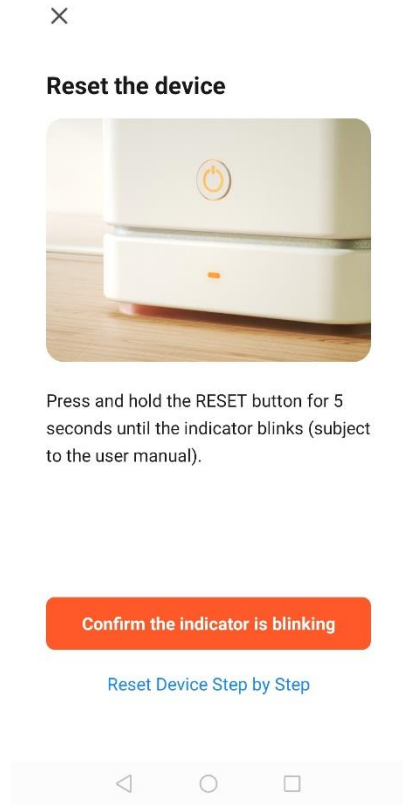 Reset the device
Press and hold the RESET button for 5
seconds until the indicator blinks (subject
to the user manual).
Confirm the indicator is blinking
Reset Device Step by Step